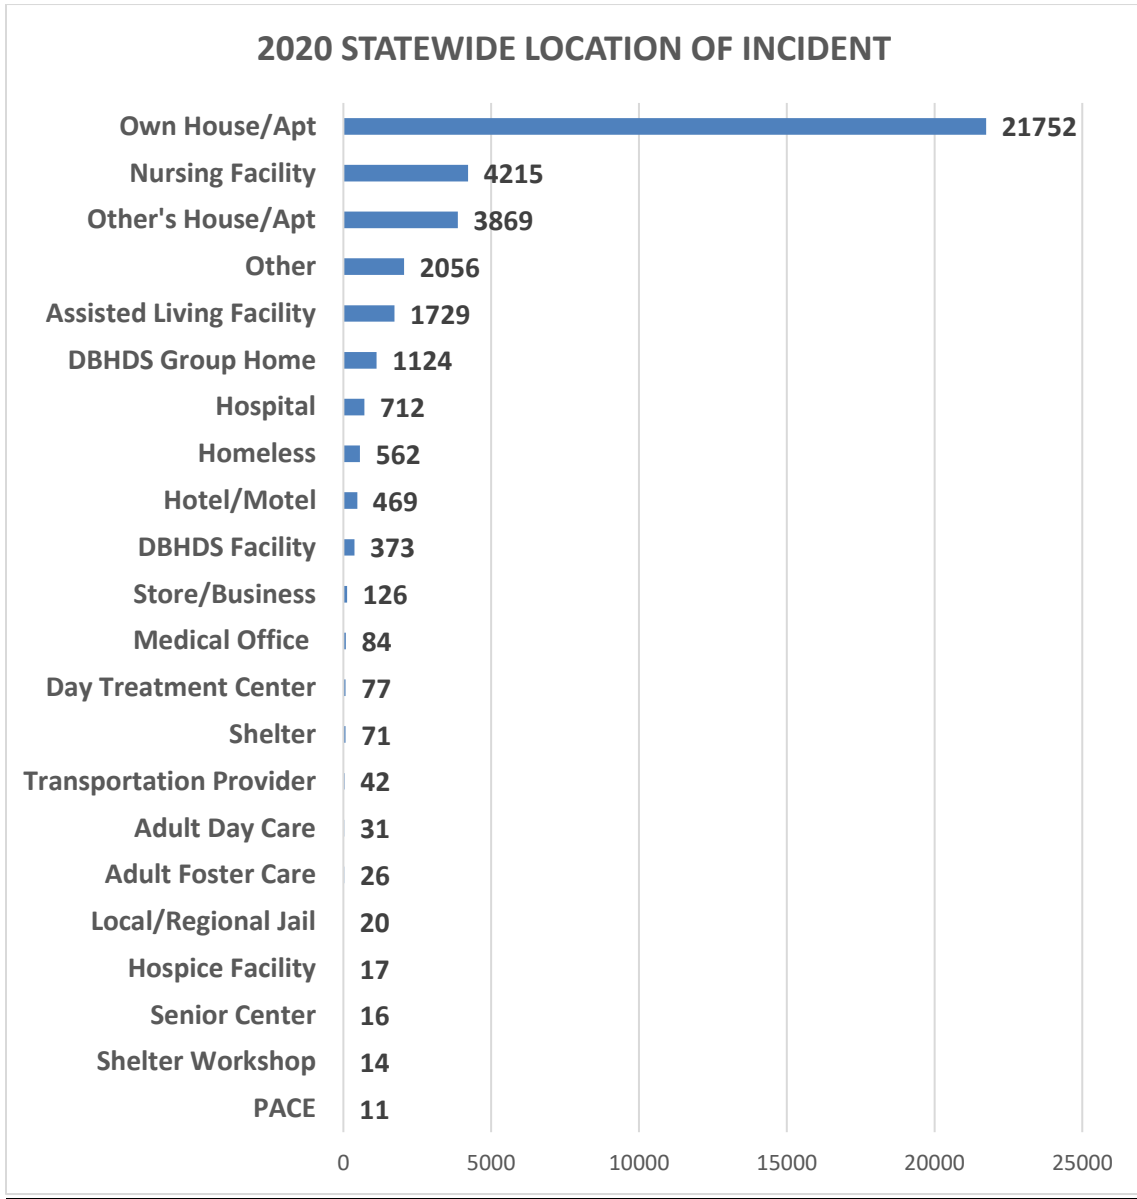 2020 STATEWIDE LOCATION OF INCIDENT
Own House/Apt 21752
Nursing Facility 4215
Other's House/Apt 3869
Other 2056
Assisted Living Facility 1729
DBHDS Group Home 1124
Hospital 712
Homeless 562
Hotel/Motel 469
DBHDS Facility 373
Store/Business 126
Medical Office 84
Day Treatment Center 77
Shelter 71
Transportation Provider 42
Adult Day Care 31
Adult Foster Care 26
Local/Regional Jail 20
Hospice Facility 17
Senior Center 16
Shelter Workshop 14
PACE 11
0 5000 10000 15000 20000 25000